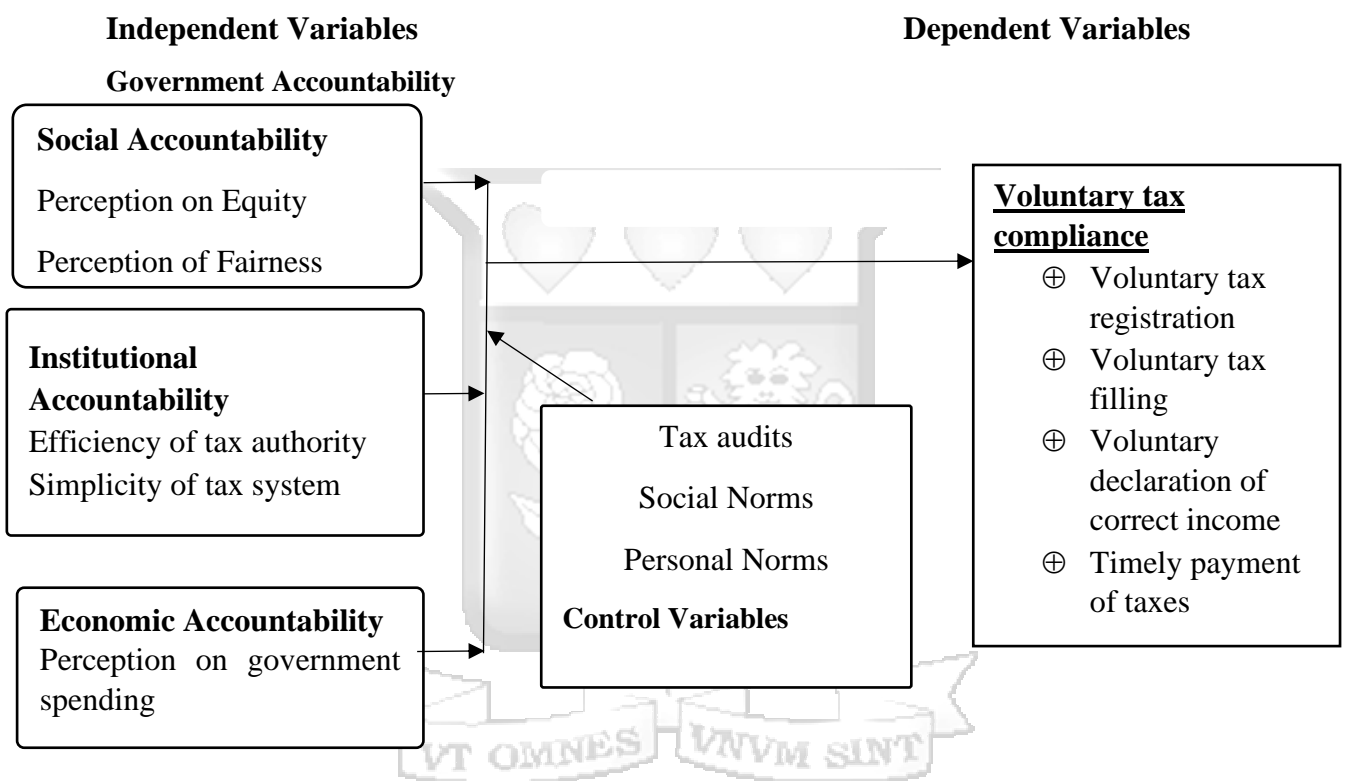 Independent Variables
Dependent Variables
Government Accountability
Social Accountability
Perception on Equity
Perception of Fairness
Institutional
Accountability
Efficiency of tax authority
Simplicity of tax system
Economic Accountability
Perception on government
spending
Tax audits
Social Norms
Personal Norms
Control Variables
Voluntary tax
compliance
⊕ Voluntary tax
registration
⊕ Voluntary tax
filling
⊕ Voluntary
declaration of
correct income
⊕ Timely payment
of taxes
VT OMNES VNVM SINT